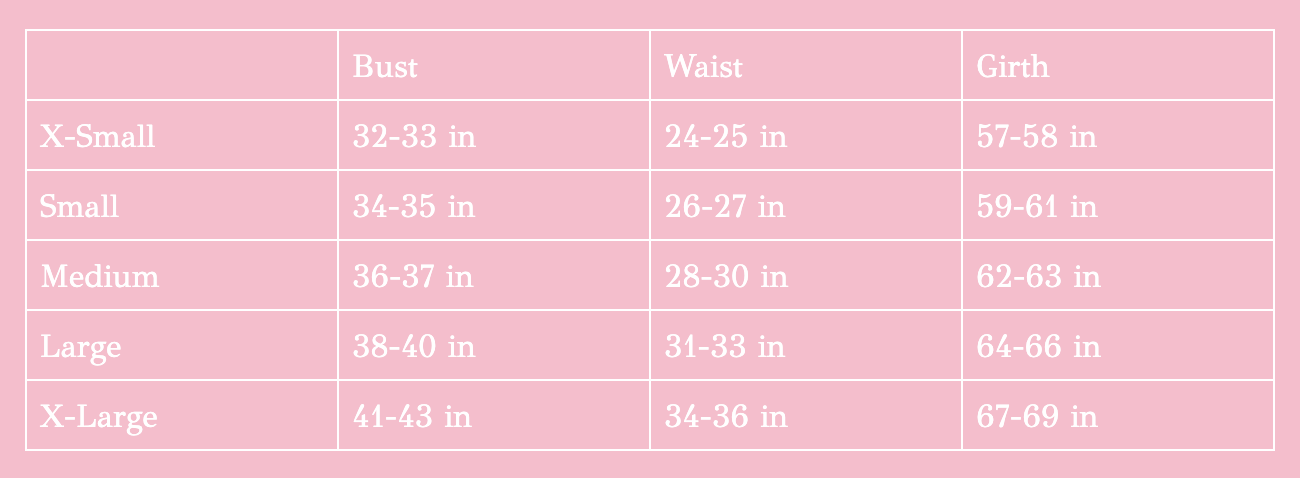 Bust Waist Girth
X-Small 32-33 in 24-25 in 57-58 in
Small 34-35 in 26-27 in 59-61 in
Medium 36-37 in 28-30 in 62-63 in
Large 38-40 in 31-33 in 64-66 in
X-Large 41-43 in 34-36 in 67-69 in